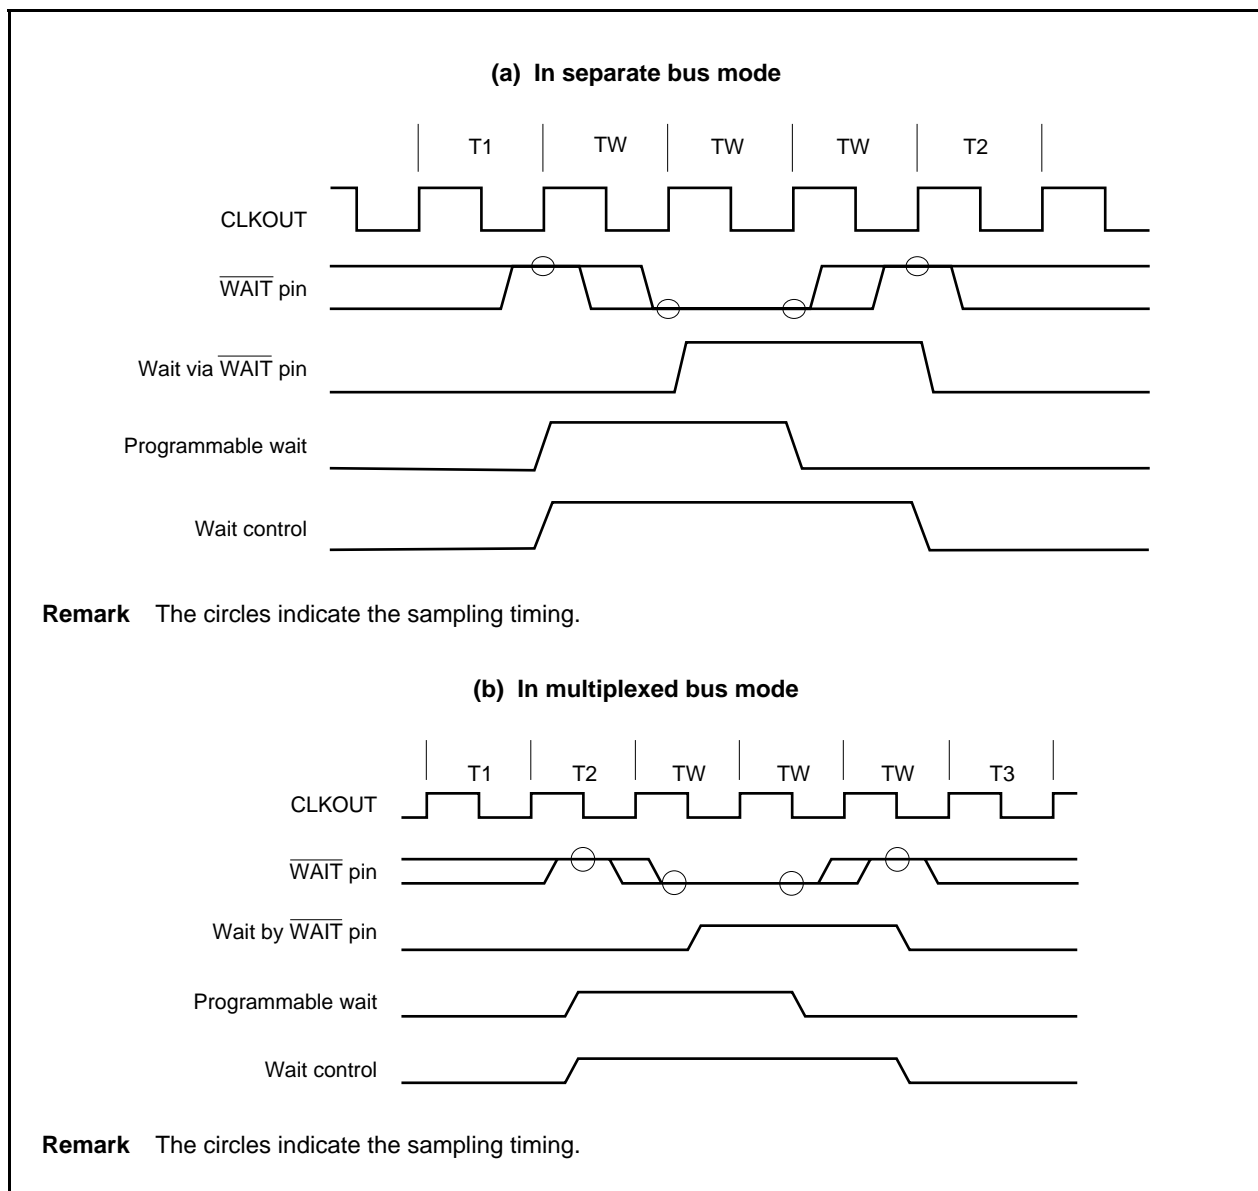 (a) In separate bus mode
T1 TW TW TW T2
CLKOUT
WAIT pin
Wait via WAIT pin
Programmable wait
Wait control
Remark The circles indicate the sampling timing.
(b) In multiplexed bus mode
T1 T2 TW TW TW T3
CLKOUT
WAIT pin
Wait by WAIT pin
Programmable wait
Wait control
Remark The circles indicate the sampling timing.